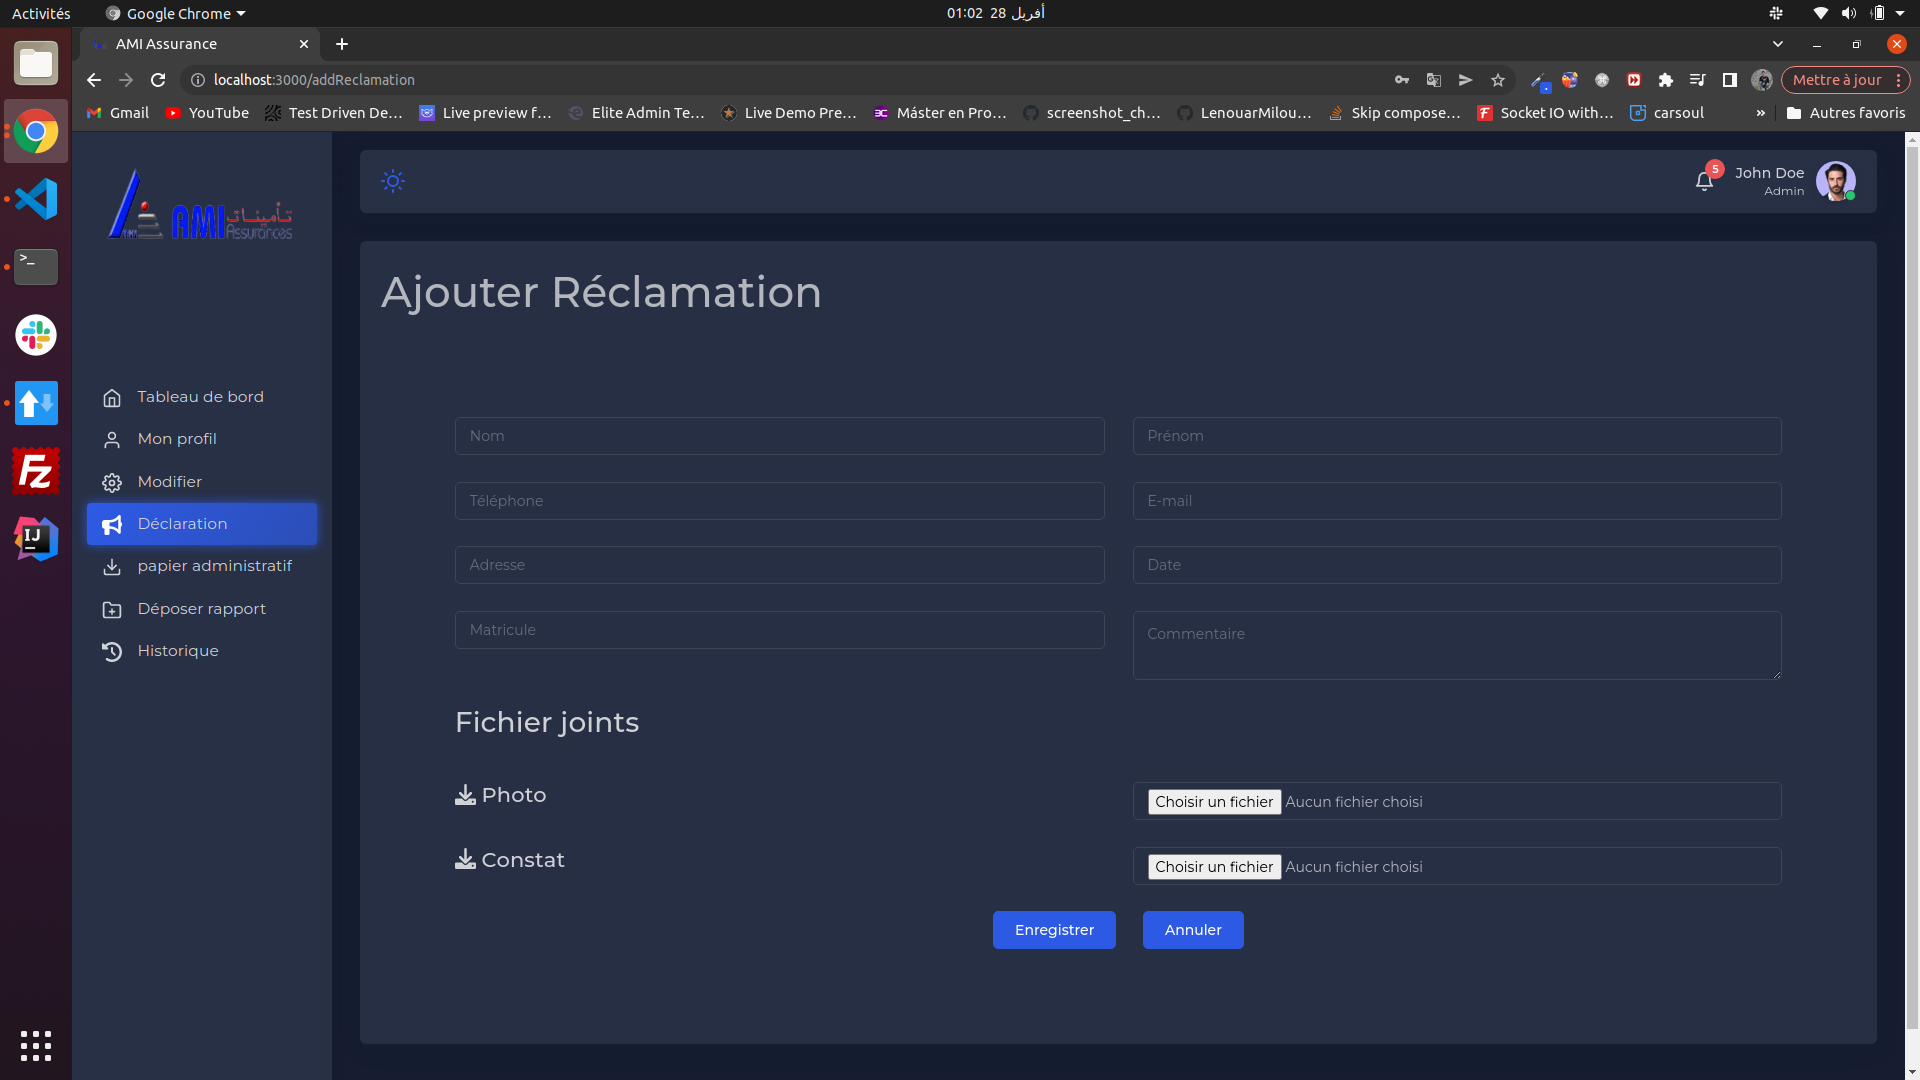 Activités
Google Chrome
01:02 28 أفريل
AMI Assurance
localhost:3000/addReclamation
Mettre à jour
Gmail
YouTube
Test Driven De...
Live preview f...
Elite Admin Te...
Live Demo Pre...
Máster en Pro...
screenshot_ch...
LenouarMilou...
Skip compose...
Socket IO with...
carsoul
»
Autres favoris
AMI تأمينات
Assurances
5
John Doe
Admin
Ajouter Réclamation
Tableau de bord
Mon profil
Modifier
Déclaration
papier administratif
Déposer rapport
Historique
Nom
Prénom
Téléphone
E-mail
Adresse
Date
Matricule
Commentaire
Fichier joints
Photo
Choisir un fichier Aucun fichier choisi
Constat
Choisir un fichier Aucun fichier choisi
Enregistrer
Annuler
>_
FZ
IJ